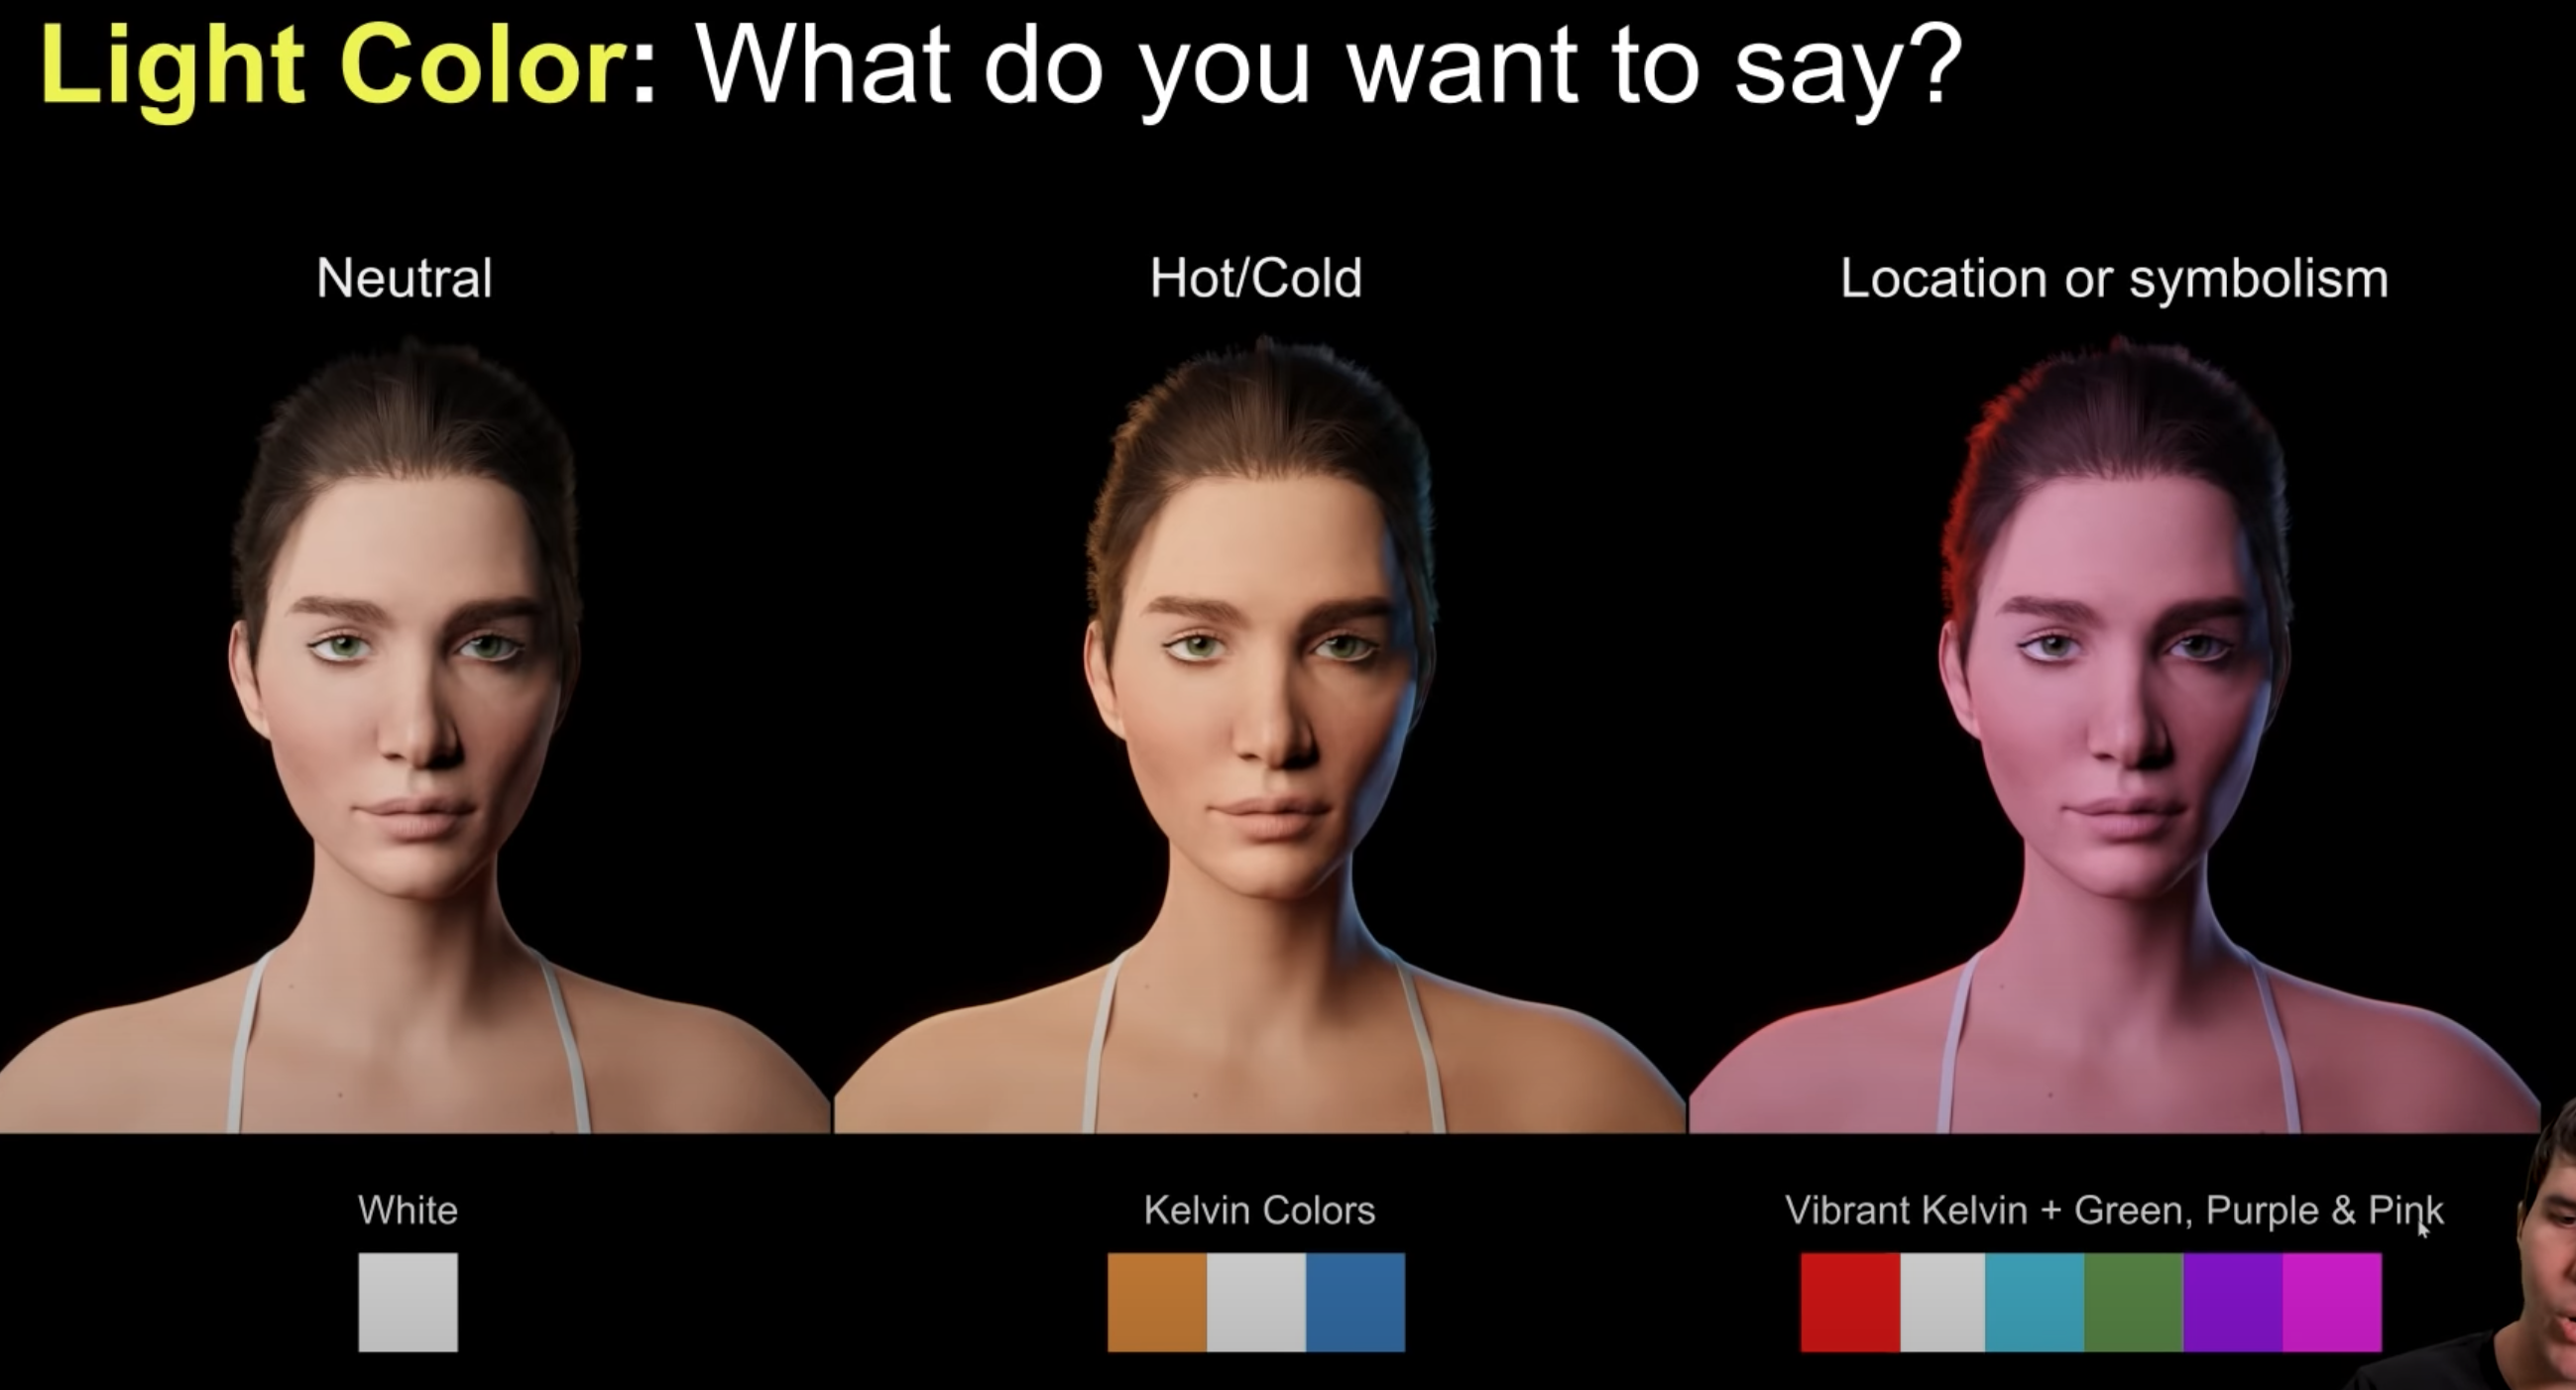 Light Color: What do you want to say?
Neutral
Hot/Cold
Location or symbolism
White
Kelvin Colors
Vibrant Kelvin + Green, Purple & Pink